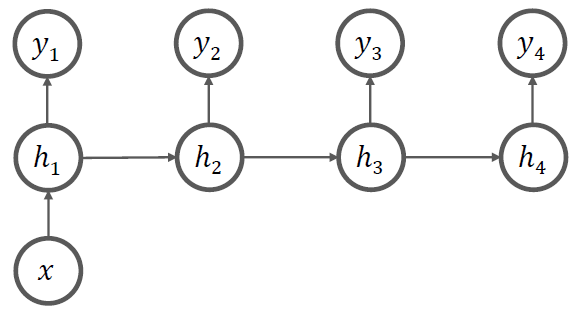 y₁ y₂ y₃ y₄
h₁ h₂ h₃ h₄
x